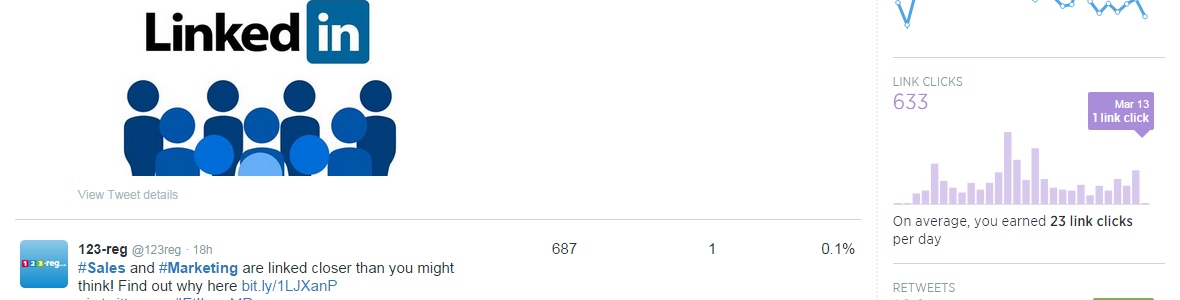 Linked in
View Tweet details
123-reg @123reg · 18h
687
1
0.1%
#Sales and #Marketing are linked closer than you might
think! Find out why here bit.ly/1LJXanP
LINK CLICKS
633
Mar 13
1 link click
On average, you earned 23 link clicks
per day
RETWEETS